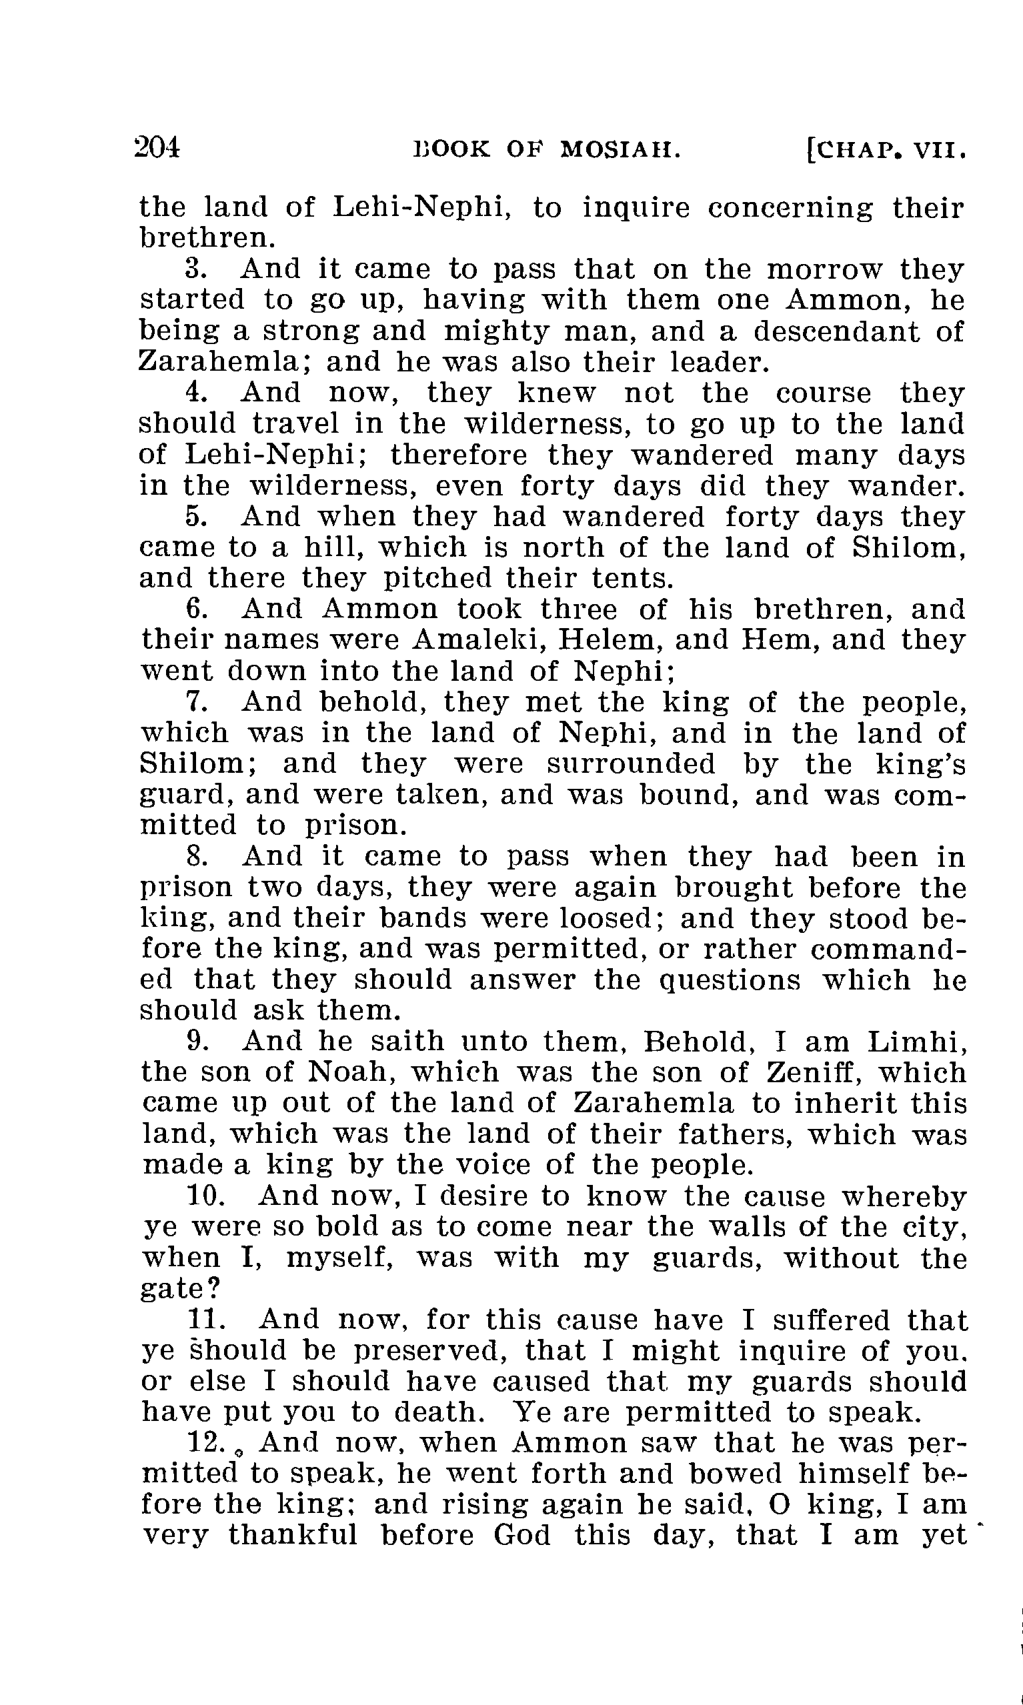 204 BOOK OF MOSIAH. [CHAP. VII.
the land of Lehi-Nephi, to inquire concerning their
brethren.
3. And it came to pass that on the morrow they
started to go up, having with them one Ammon, he
being a strong and mighty man, and a descendant of
Zarahemla; and he was also their leader.
4. And now, they knew not the course they
should travel in the wilderness, to go up to the land
of Lehi-Nephi; therefore they wandered many days
in the wilderness, even forty days did they wander.
5. And when they had wandered forty days they
came to a hill, which is north of the land of Shilom,
and there they pitched their tents.
6. And Ammon took three of his brethren, and
their names were Amaleki, Helem, and Hem, and they
went down into the land of Nephi;
7. And behold, they met the king of the people,
which was in the land of Nephi, and in the land of
Shilom; and they were surrounded by the king's
guard, and were taken, and was bound, and was com-
mitted to prison.
8. And it came to pass when they had been in
prison two days, they were again brought before the
king, and their bands were loosed; and they stood be-
fore the king, and was permitted, or rather command-
ed that they should answer the questions which he
should ask them.
9. And he saith unto them, Behold, I am Limhi,
the son of Noah, which was the son of Zeniff, which
came up out of the land of Zarahemla to inherit this
land, which was the land of their fathers, which was
made a king by the voice of the people.
10. And now, I desire to know the cause whereby
ye were so bold as to come near the walls of the city,
when I, myself, was with my guards, without the
gate?
11. And now, for this cause have I suffered that
ye should be preserved, that I might inquire of you.
or else I should have caused that my guards should
have put you to death. Ye are permitted to speak.
12. And now, when Ammon saw that he was per-
mitted to speak, he went forth and bowed himself be-
fore the king; and rising again he said, O king, I am
very thankful before God this day, that I am yet